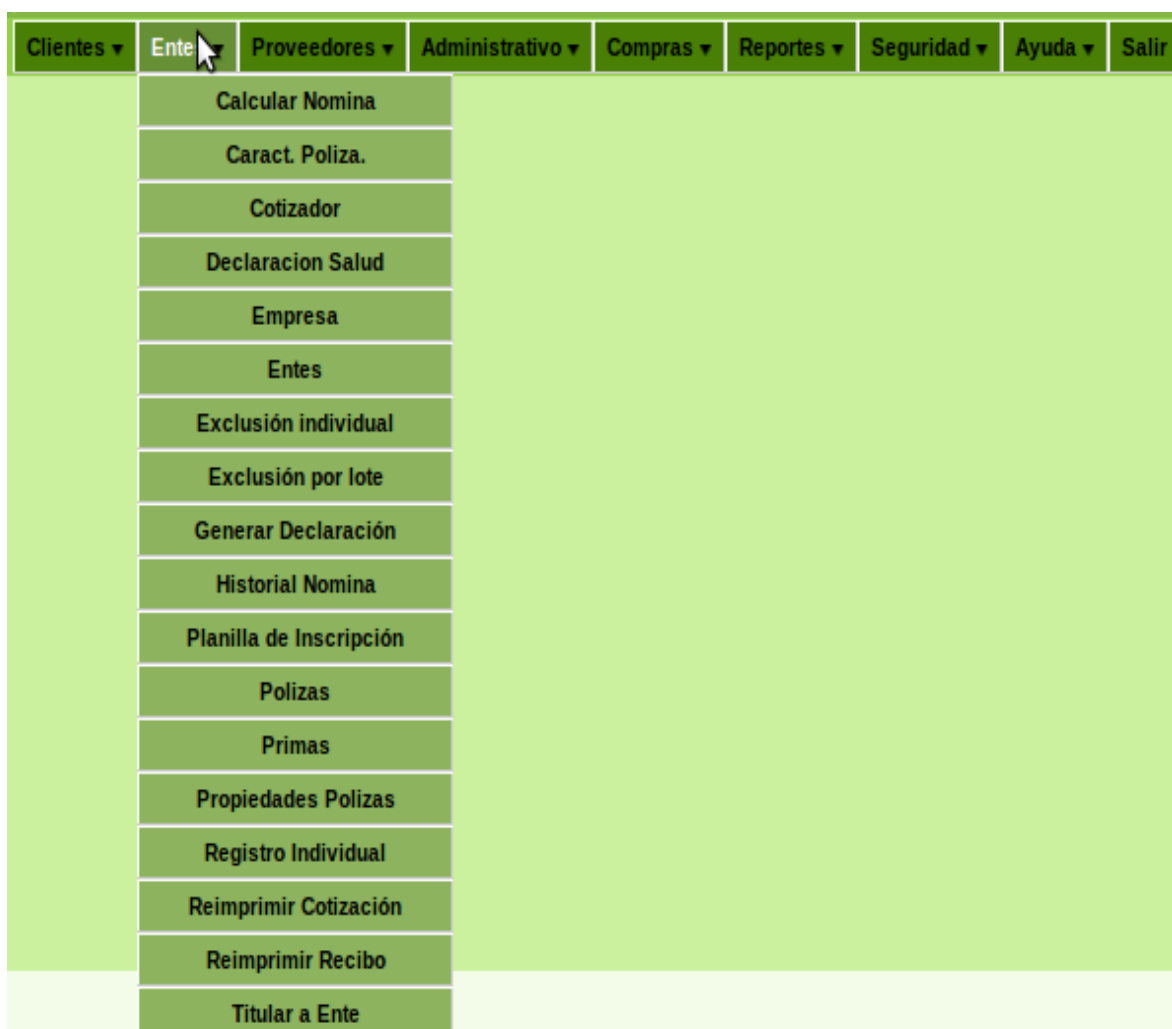 Clientes ▾ Ente ▾ Proveedores ▾ Administrativo ▾ Compras ▾ Reportes ▾ Seguridad ▾ Ayuda ▾ Salir
Calcular Nomina
Caract. Poliza.
Cotizador
Declaracion Salud
Empresa
Entes
Exclusión individual
Exclusión por lote
Generar Declaración
Historial Nomina
Planilla de Inscripción
Polizas
Primas
Propiedades Polizas
Registro Individual
Reimprimir Cotización
Reimprimir Recibo
Titular a Ente